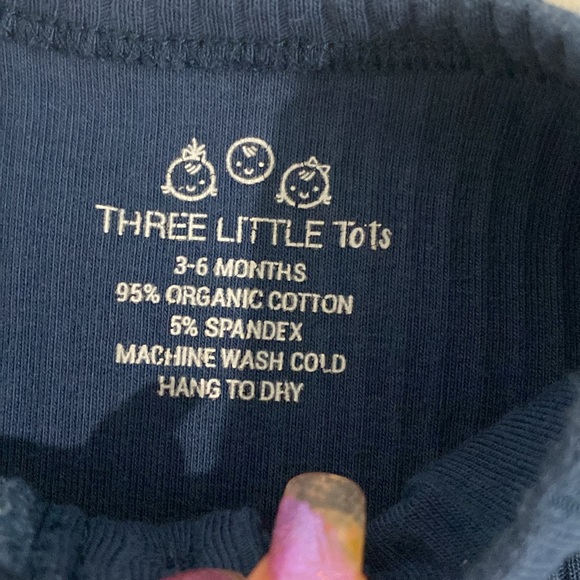 THREE LITTLE Tots
3-6 MONTHS
95% ORGANIC COTTON
5% SPANDEX
MACHINE WASH COLD
HANG TO DRY